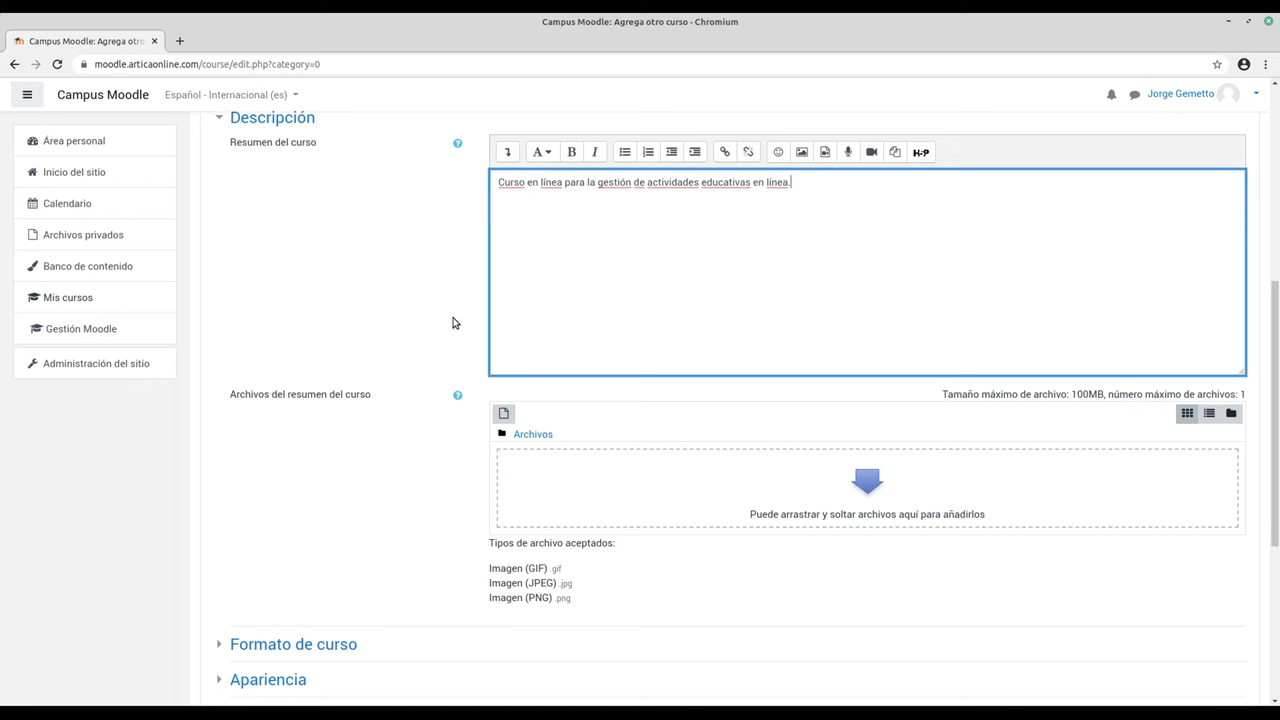 Campus Moodle: Agrega otro curso - Chromium
Campus Moodle: Agrega otro
moodle.articaonline.com/course/edit.php?category=0
Campus Moodle
Español - Internacional (es)
Jorge Gemetto
Área personal
Inicio del sitio
Calendario
Archivos privados
Banco de contenido
Mis cursos
Gestión Moodle
Administración del sitio
Descripción
Resumen del curso
A
B
I
H-P
Curso en línea para la gestión de actividades educativas en línea.
Archivos del resumen del curso
Tamaño máximo de archivo: 100MB, número máximo de archivos: 1
Archivos
Puede arrastrar y soltar archivos aquí para añadirlos
Tipos de archivo aceptados:
Imagen (GIF) .gif
Imagen (JPEG) .jpg
Imagen (PNG) .png
Formato de curso
Apariencia